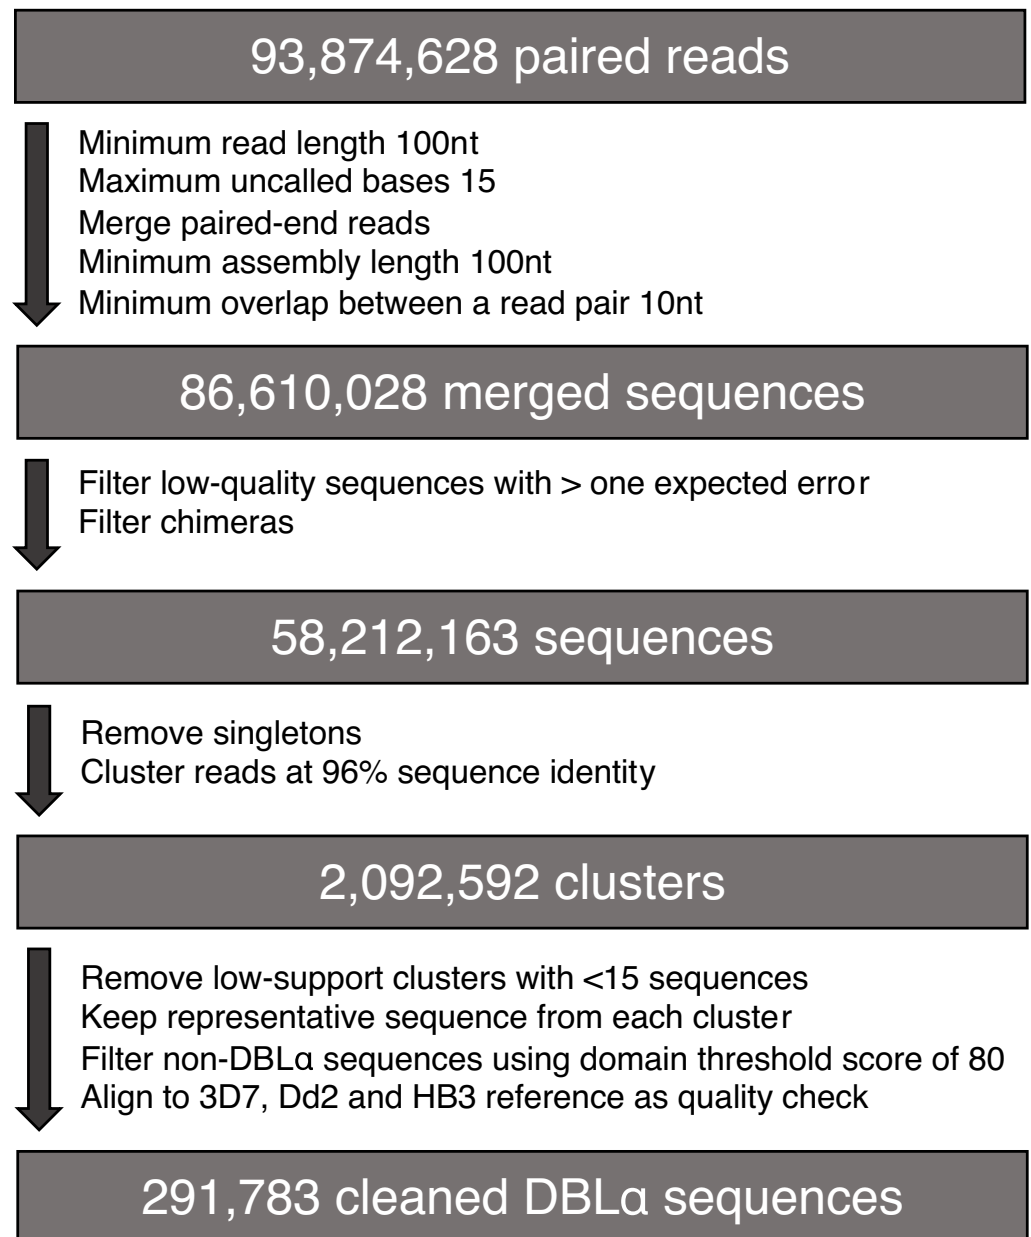 93,874,628 paired reads
Minimum read length 100nt
Maximum uncalled bases 15
Merge paired-end reads
Minimum assembly length 100nt
Minimum overlap between a read pair 10nt
86,610,028 merged sequences
Filter low-quality sequences with > one expected error
Filter chimeras
58,212,163 sequences
Remove singletons
Cluster reads at 96% sequence identity
2,092,592 clusters
Remove low-support clusters with <15 sequences
Keep representative sequence from each cluster
Filter non-DBLɑ sequences using domain threshold score of 80
Align to 3D7, Dd2 and HB3 reference as quality check
291,783 cleaned DBLɑ sequences